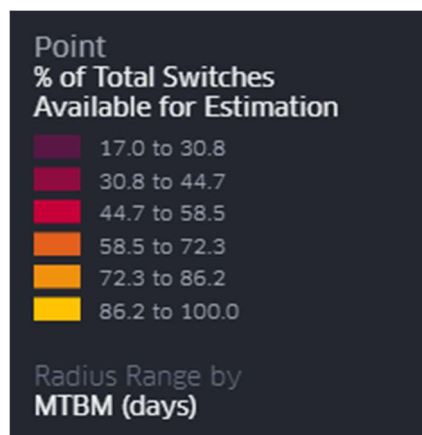 Point
% of Total Switches
Available for Estimation
17.0 to 30.8
30.8 to 44.7
44.7 to 58.5
58.5 to 72.3
72.3 to 86.2
86.2 to 100.0
Radius Range by
MTBM (days)